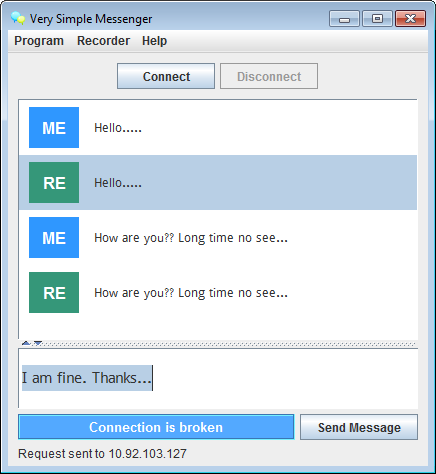 Very Simple Messenger
Program Recorder Help
Connect Disconnect
ME Hello.....
RE Hello.....
ME How are you?? Long time no see...
RE How are you?? Long time no see...
I am fine. Thanks...
Connection is broken Send Message
Request sent to 10.92.103.127